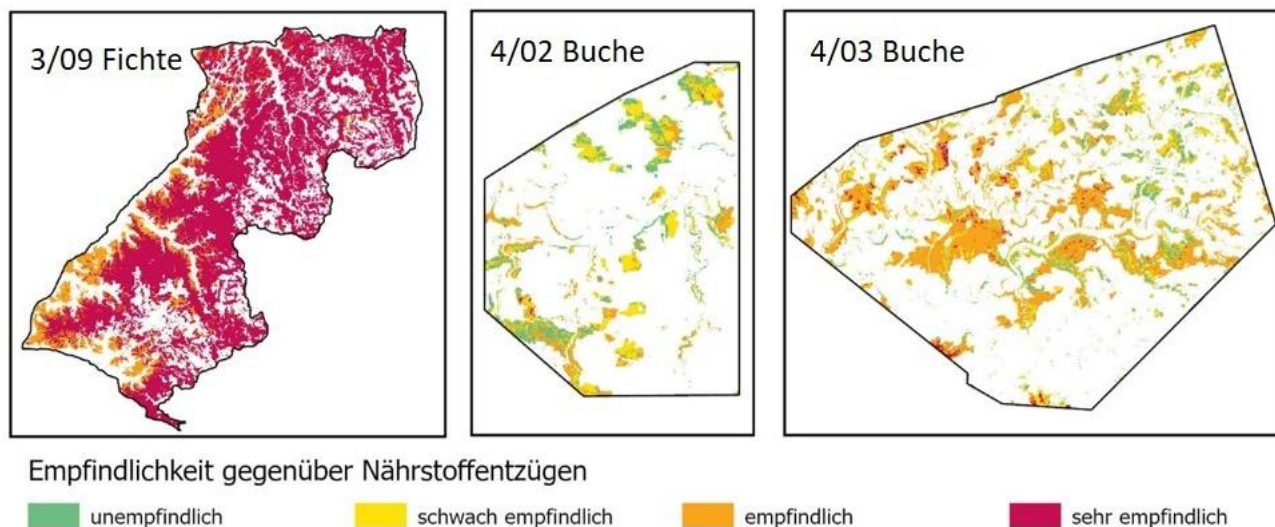 3/09 Fichte
4/02 Buche
4/03 Buche
Empfindlichkeit gegenüber Nährstoffentzügen
unempfindlich
schwach empfindlich
empfindlich
sehr empfindlich